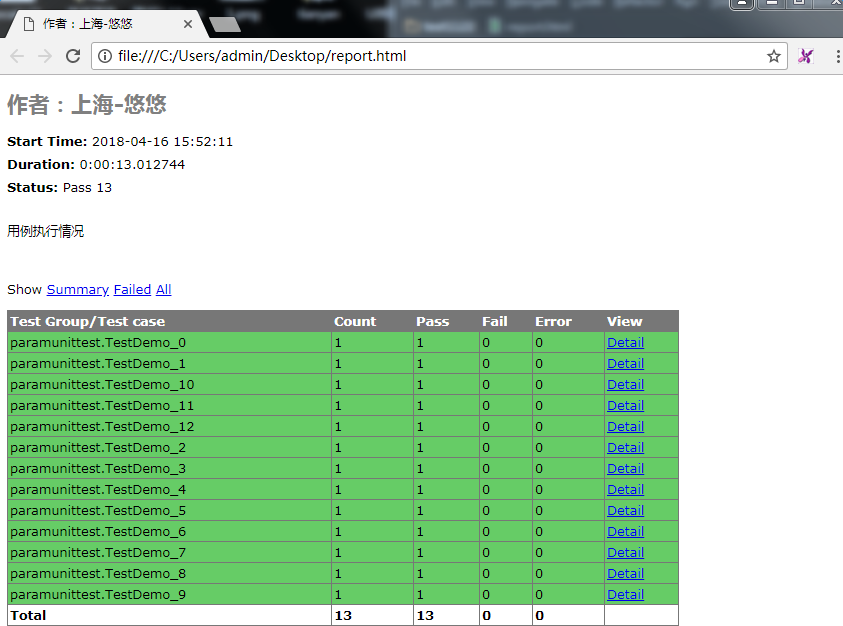 作者：上海-悠悠
file:///C:/Users/admin/Desktop/report.html
作者：上海-悠悠
Start Time: 2018-04-16 15:52:11
Duration: 0:00:13.012744
Status: Pass 13
用例执行情况
Show Summary Failed All
Test Group/Test case Count Pass Fail Error View
paramunittest.TestDemo_0 1 1 0 0 Detail
paramunittest.TestDemo_1 1 1 0 0 Detail
paramunittest.TestDemo_10 1 1 0 0 Detail
paramunittest.TestDemo_11 1 1 0 0 Detail
paramunittest.TestDemo_12 1 1 0 0 Detail
paramunittest.TestDemo_2 1 1 0 0 Detail
paramunittest.TestDemo_3 1 1 0 0 Detail
paramunittest.TestDemo_4 1 1 0 0 Detail
paramunittest.TestDemo_5 1 1 0 0 Detail
paramunittest.TestDemo_6 1 1 0 0 Detail
paramunittest.TestDemo_7 1 1 0 0 Detail
paramunittest.TestDemo_8 1 1 0 0 Detail
paramunittest.TestDemo_9 1 1 0 0 Detail
Total 13 13 0 0